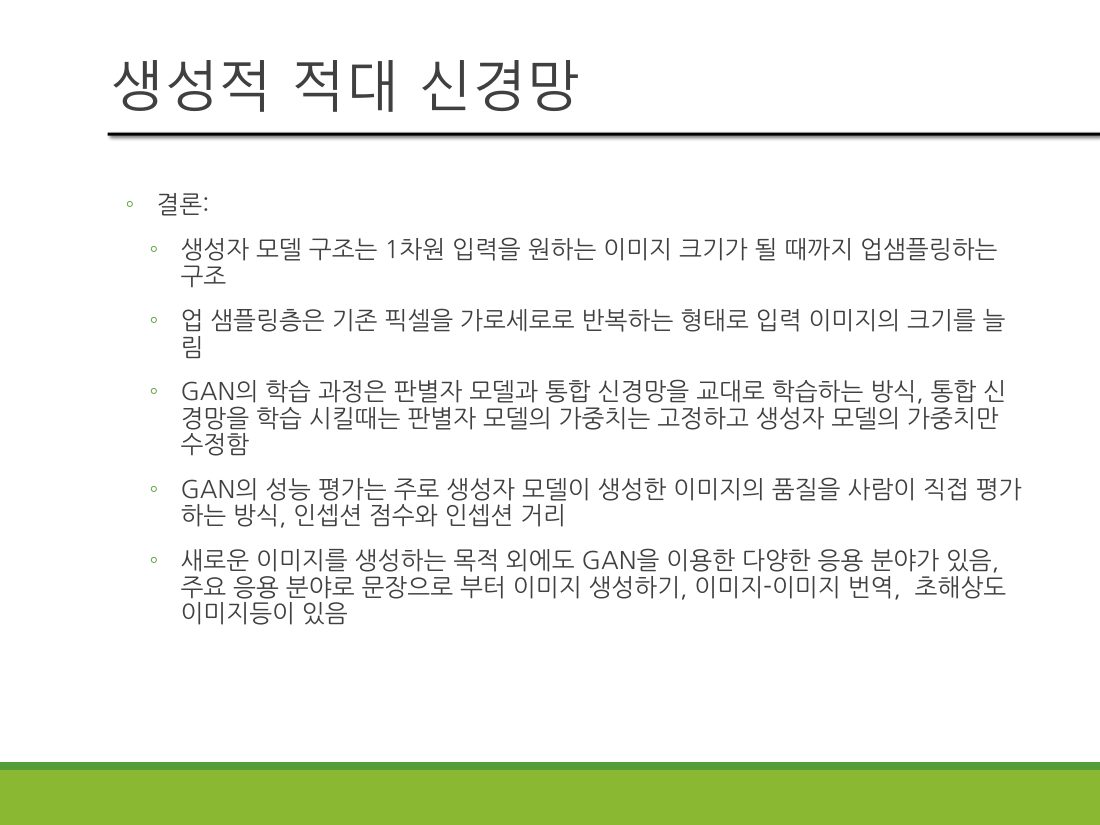 생성적 적대 신경망
◦ 결론:
◦ 생성자 모델 구조는 1차원 입력을 원하는 이미지 크기가 될 때까지 업샘플링하는
구조
◦ 업 샘플링층은 기존 픽셀을 가로세로로 반복하는 형태로 입력 이미지의 크기를 늘
림
◦ GAN의 학습 과정은 판별자 모델과 통합 신경망을 교대로 학습하는 방식, 통합 신
경망을 학습 시킬때는 판별자 모델의 가중치는 고정하고 생성자 모델의 가중치만
수정함
◦ GAN의 성능 평가는 주로 생성자 모델이 생성한 이미지의 품질을 사람이 직접 평가
하는 방식, 인셉션 점수와 인셉션 거리
◦ 새로운 이미지를 생성하는 목적 외에도 GAN을 이용한 다양한 응용 분야가 있음,
주요 응용 분야로 문장으로 부터 이미지 생성하기, 이미지-이미지 번역,  초해상도
이미지등이 있음